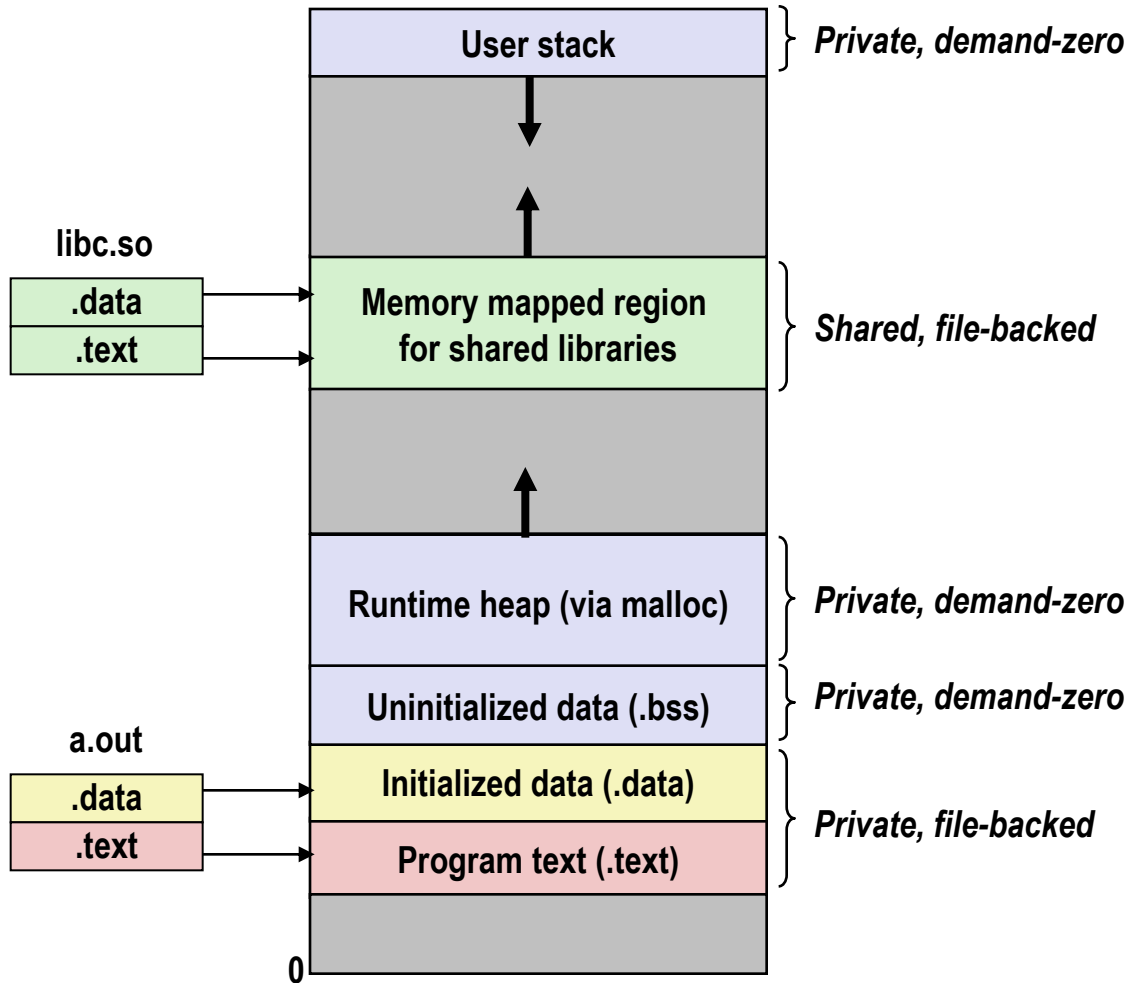 User stack
Private, demand-zero
libc.so
.data
.text
Memory mapped region
for shared libraries
Shared, file-backed
Runtime heap (via malloc)
Private, demand-zero
Uninitialized data (.bss)
Private, demand-zero
a.out
.data
.text
Initialized data (.data)
Program text (.text)
Private, file-backed
0